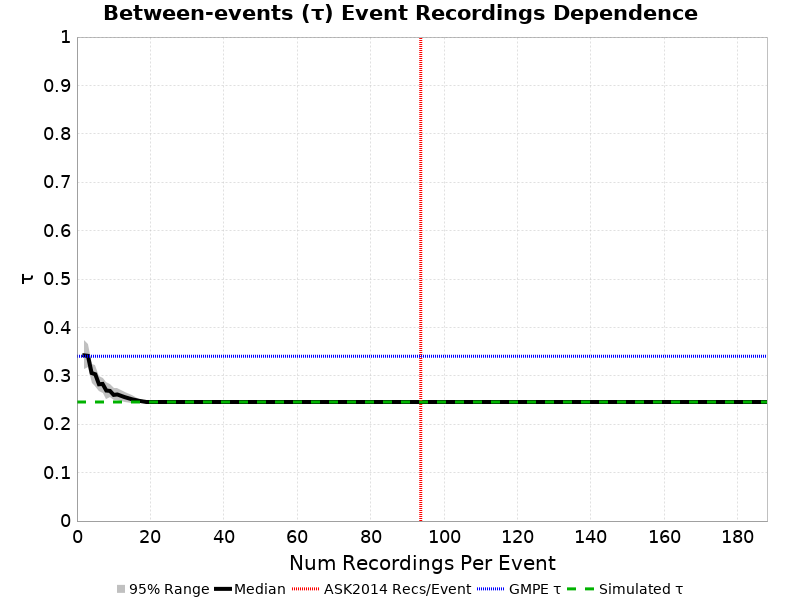 Between-events (τ) Event Recordings Dependence
1
0.9
0.8
0.7
0.6
0.5
0.4
0.3
0.2
0.1
0
τ
0 20 40 60 80 100 120 140 160 180
Num Recordings Per Event
95% Range Median ASK2014 Recs/Event GMPE τ Simulated τ